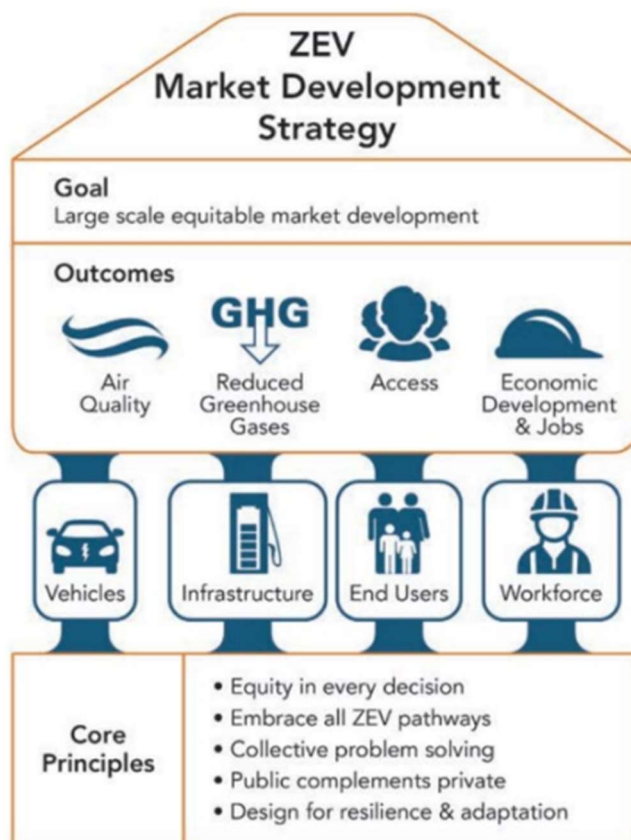 ZEV
Market Development
Strategy
Goal
Large scale equitable market development
Outcomes
Air
Quality
GHG
Reduced
Greenhouse
Gases
Access
Economic
Development
& Jobs
Vehicles
Infrastructure
End Users
Workforce
Core
Principles
• Equity in every decision
• Embrace all ZEV pathways
• Collective problem solving
• Public complements private
• Design for resilience & adaptation